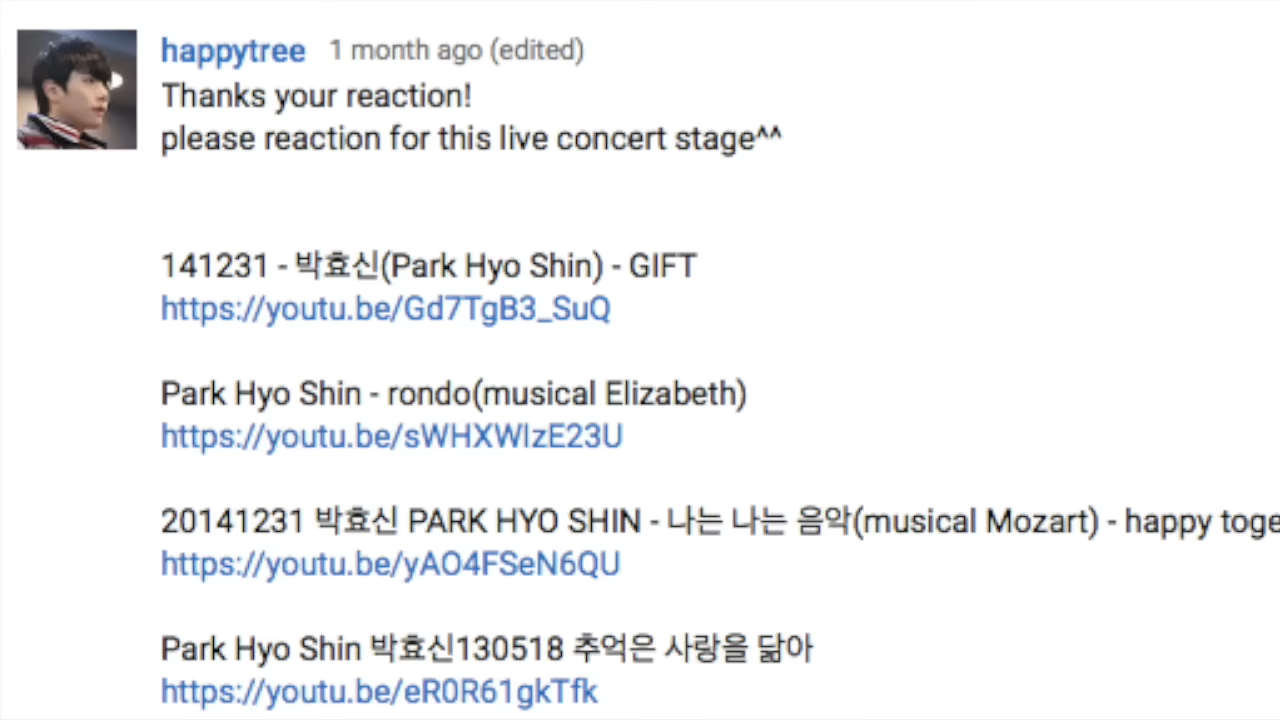 happytree 1 month ago (edited)
Thanks your reaction!
please reaction for this live concert stage^^
141231 - 박효신(Park Hyo Shin) - GIFT
https://youtu.be/Gd7TgB3_SuQ
Park Hyo Shin - rondo(musical Elizabeth)
https://youtu.be/sWHXWIzE23U
20141231 박효신 PARK HYO SHIN - 나는 나는 음악(musical Mozart) - happy toge
https://youtu.be/yAO4FSeN6QU
Park Hyo Shin 박효신130518 추억은 사랑을 닮아
https://youtu.be/eR0R61gkTfk